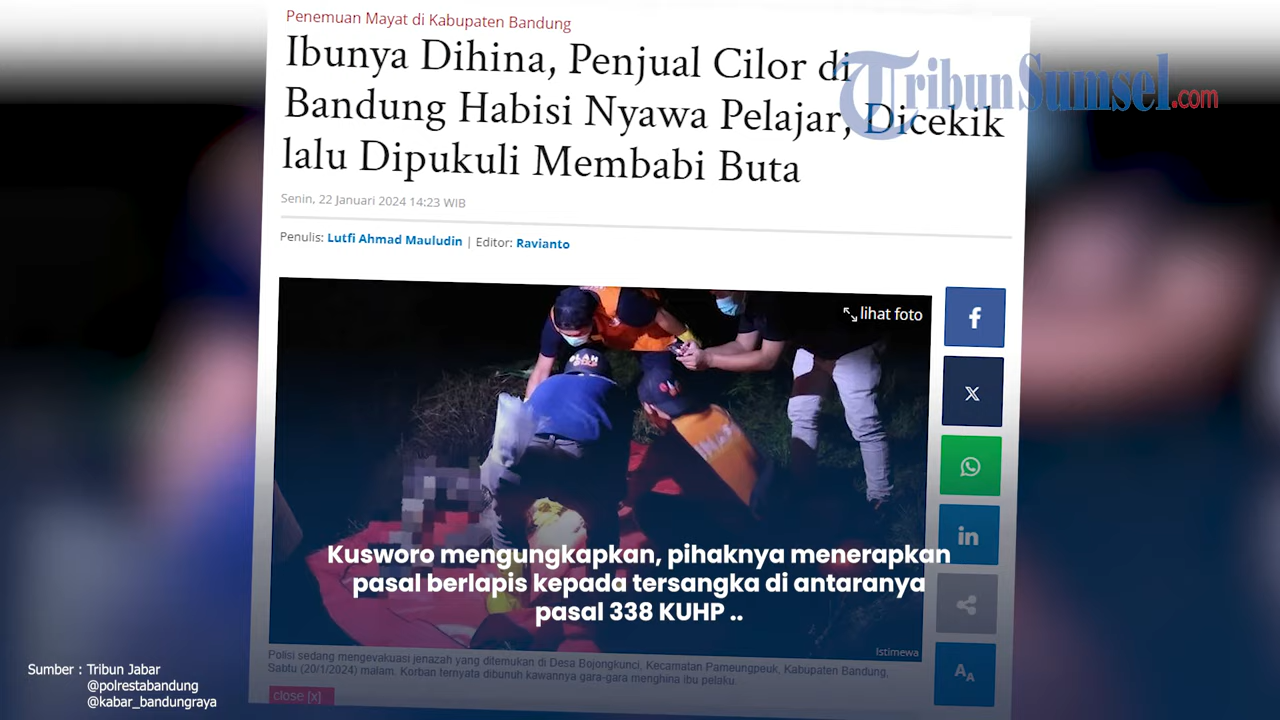 Penemuan Mayat di Kabupaten Bandung
Ibunya Dihina, Penjual Cilor di
Bandung Habisi Nyawa Pelajar, Dicekik
lalu Dipukuli Membabi Buta
TribunSumsel.com
Senin, 22 Januari 2024 14:23 WIB
Penulis: Lutfi Ahmad Mauludin | Editor: Ravianto
lihat foto
Kusworo mengungkapkan, pihaknya menerapkan
pasal berlapis kepada tersangka di antaranya
pasal 338 KUHP ..
Istimewa
Polisi sedang mengevakuasi jenazah yang ditemukan di Desa Bojongkunci, Kecamatan Pameungpeuk, Kabupaten Bandung,
Sabtu (20/1/2024) malam. Korban ternyata dibunuh kawannya gara-gara menghina ibu pelaku.
close [x]
AA
Sumber : Tribun Jabar
@polrestabandung
@kabar_bandungraya